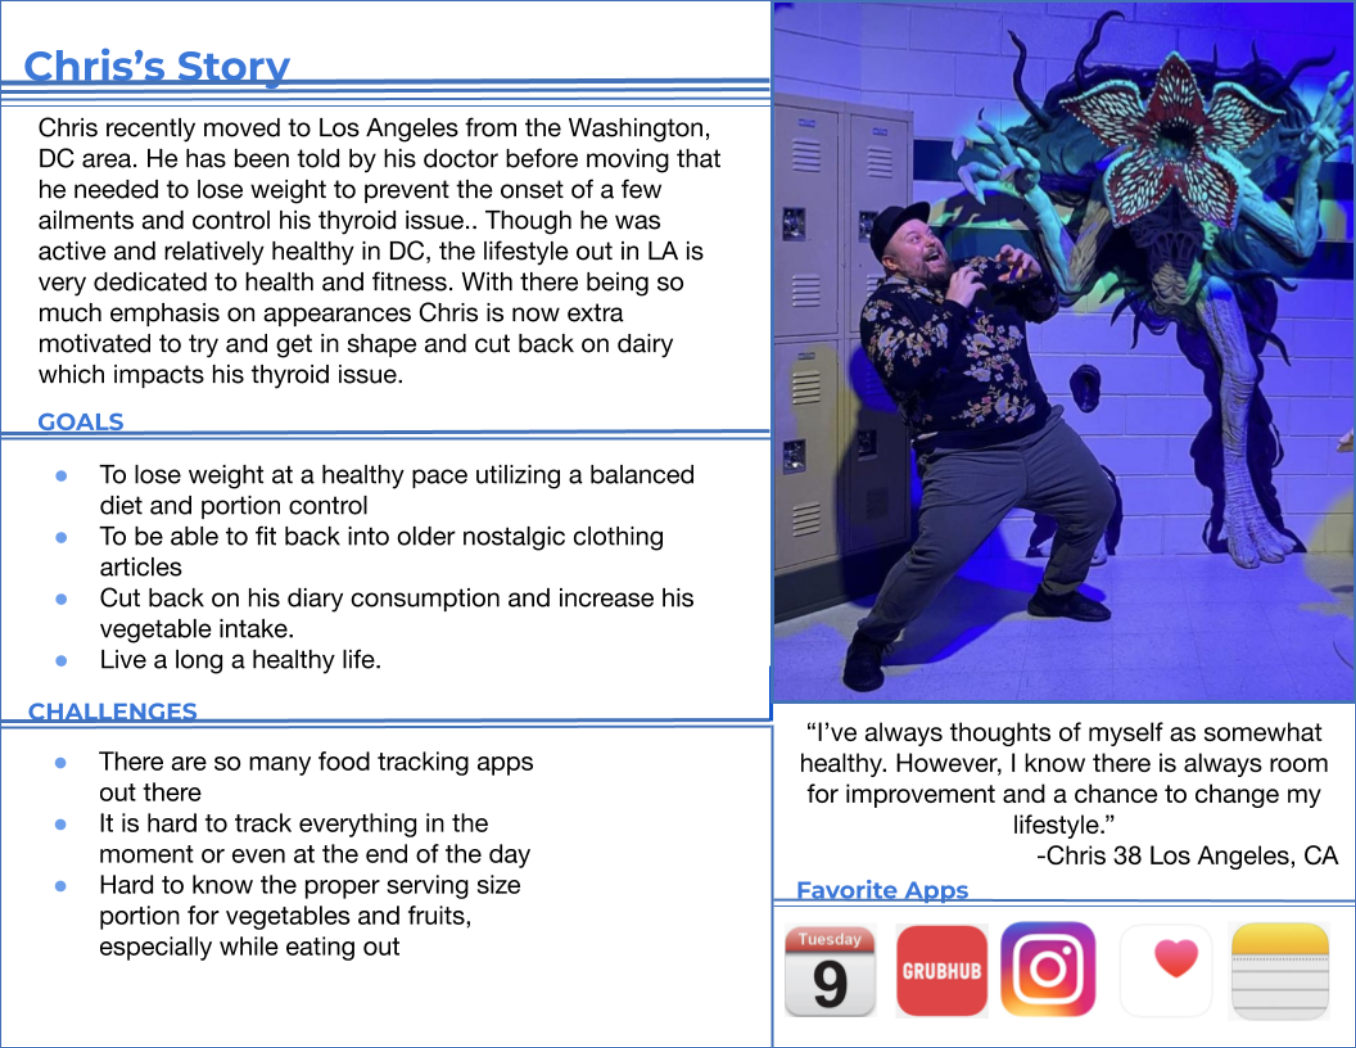 Chris's Story
Chris recently moved to Los Angeles from the Washington,
DC area. He has been told by his doctor before moving that
he needed to lose weight to prevent the onset of a few
ailments and control his thyroid issue.. Though he was
active and relatively healthy in DC, the lifestyle out in LA is
very dedicated to health and fitness. With there being so
much emphasis on appearances Chris is now extra
motivated to try and get in shape and cut back on dairy
which impacts his thyroid issue.
GOALS
● To lose weight at a healthy pace utilizing a balanced
diet and portion control
● To be able to fit back into older nostalgic clothing
articles
● Cut back on his diary consumption and increase his
vegetable intake.
● Live a long a healthy life.
CHALLENGES
● There are so many food tracking apps
out there
● It is hard to track everything in the
moment or even at the end of the day
● Hard to know the proper serving size
portion for vegetables and fruits,
especially while eating out
“I’ve always thoughts of myself as somewhat
healthy. However, I know there is always room
for improvement and a chance to change my
lifestyle.”
-Chris 38 Los Angeles, CA
Favorite Apps
Tuesday
9
GRUBHUB